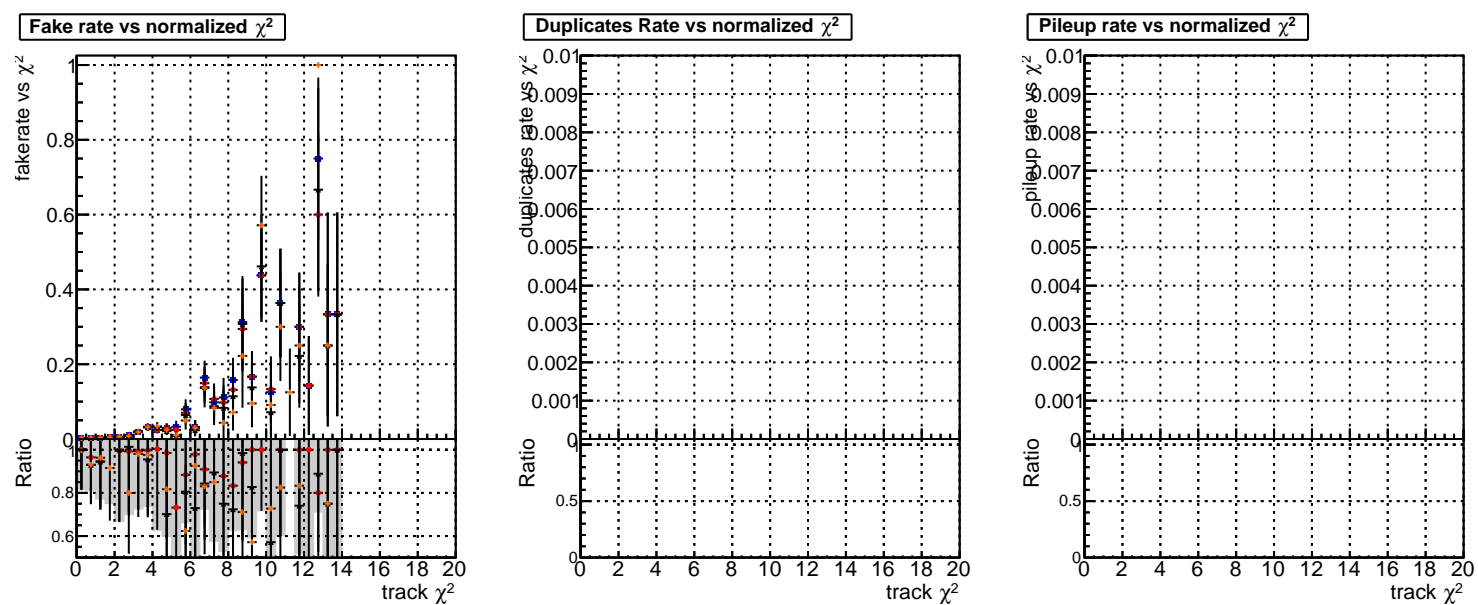 Fake rate vs normalized χ²
fakerate vs χ²
1
0.8
0.6
0.4
0.2
0
Ratio
1
0.8
0.6
0 2 4 6 8 10 12 14 16 18 20
track χ²
Duplicates Rate vs normalized χ²
duplicates rate vs χ²
0.01
0.009
0.008
0.007
0.006
0.005
0.004
0.003
0.002
0.001
0
Ratio
1
0.5
0
0 2 4 6 8 10 12 14 16 18 20
track χ²
Pileup rate vs normalized χ²
pileup rate vs χ²
0.01
0.009
0.008
0.007
0.006
0.005
0.004
0.003
0.002
0.001
0
Ratio
1
0.5
0
0 2 4 6 8 10 12 14 16 18 20
track χ²